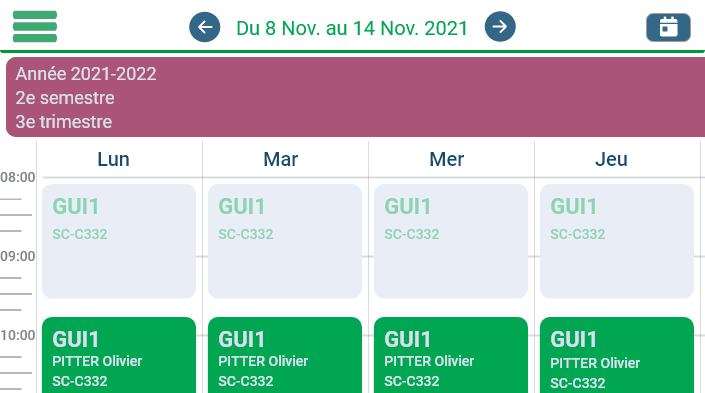 Du 8 Nov. au 14 Nov. 2021
Année 2021-2022
2e semestre
3e trimestre
Lun Mar Mer Jeu
08:00
GUI1 GUI1 GUI1 GUI1
SC-C332 SC-C332 SC-C332 SC-C332
09:00
10:00
GUI1 GUI1 GUI1 GUI1
PITTER Olivier PITTER Olivier PITTER Olivier PITTER Olivier
SC-C332 SC-C332 SC-C332 SC-C332